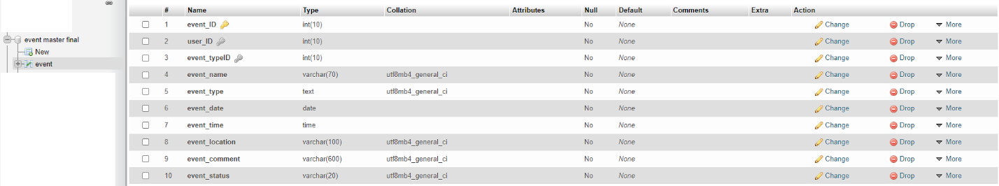 # Name Type Collation Attributes Null Default Comments Extra Action
1 event_ID int(10) No None Change Drop More
event master final
2 user_ID int(10) No None Change Drop More
New
3 event_typeID int(10) No None Change Drop More
event
4 event_name varchar(70) utf8mb4_general_ci No None Change Drop More
5 event_type text utf8mb4_general_ci No None Change Drop More
6 event_date date No None Change Drop More
7 event_time time No None Change Drop More
8 event_location varchar(100) utf8mb4_general_ci No None Change Drop More
9 event_comment varchar(600) utf8mb4_general_ci No None Change Drop More
10 event_status varchar(20) utf8mb4_general_ci No None Change Drop More